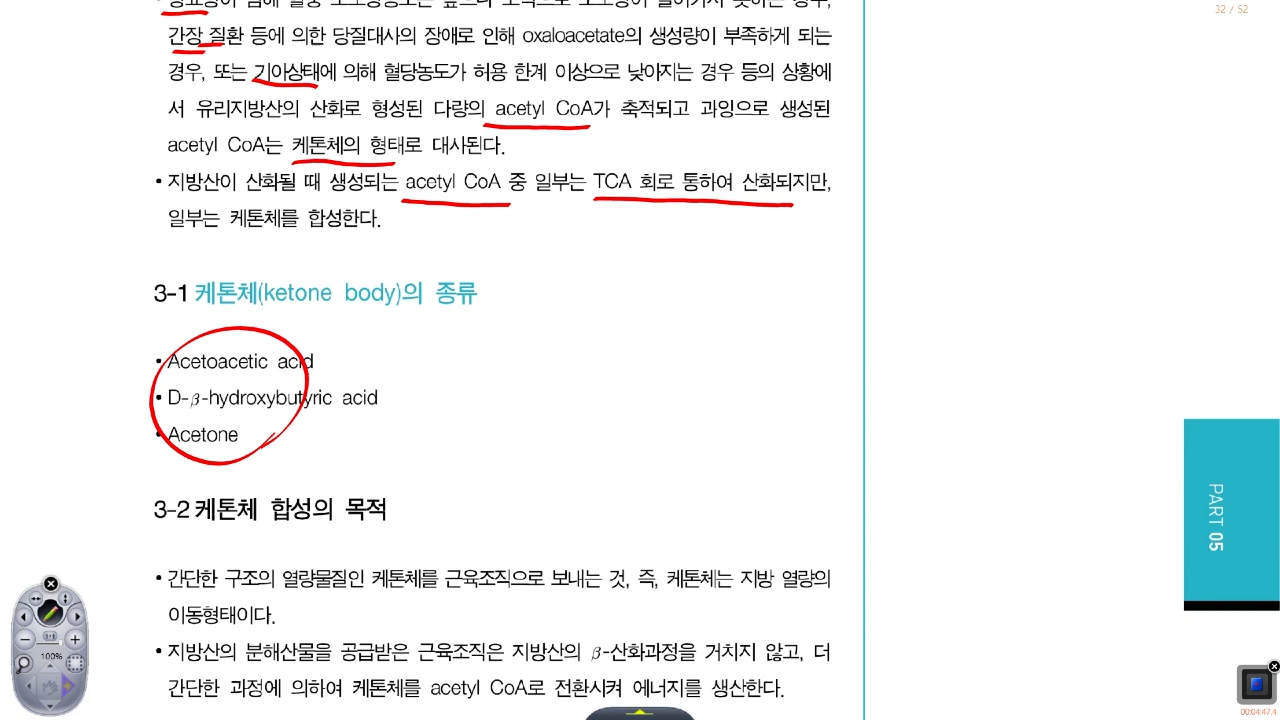 32 / 52
간장 질환 등에 의한 당질대사의 장애로 인해 oxaloacetate의 생성량이 부족하게 되는
경우, 또는 기아상태에 의해 혈당농도가 허용 한계 이상으로 낮아지는 경우 등의 상황에
서 유리지방산의 산화로 형성된 다량의 acetyl CoA가 축적되고 과잉으로 생성된
acetyl CoA는 케톤체의 형태로 대사된다.
• 지방산이 산화될 때 생성되는 acetyl CoA 중 일부는 TCA 회로 통하여 산화되지만,
일부는 케톤체를 합성한다.
3-1 케톤체(ketone body)의 종류
• Acetoacetic acid
• D-β-hydroxybutyric acid
• Acetone
3-2 케톤체 합성의 목적
• 간단한 구조의 열량물질인 케톤체를 근육조직으로 보내는 것, 즉, 케톤체는 지방 열량의
이동형태이다.
• 지방산의 분해산물을 공급받은 근육조직은 지방산의 β-산화과정을 거치지 않고, 더
간단한 과정에 의하여 케톤체를 acetyl CoA로 전환시켜 에너지를 생산한다.
PART 05
100%
00:04:47.4